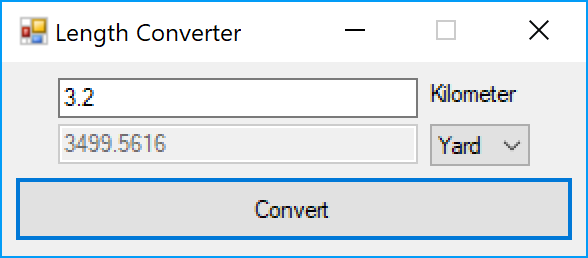 Length Converter
3.2 Kilometer
3499.5616 Yard
Convert